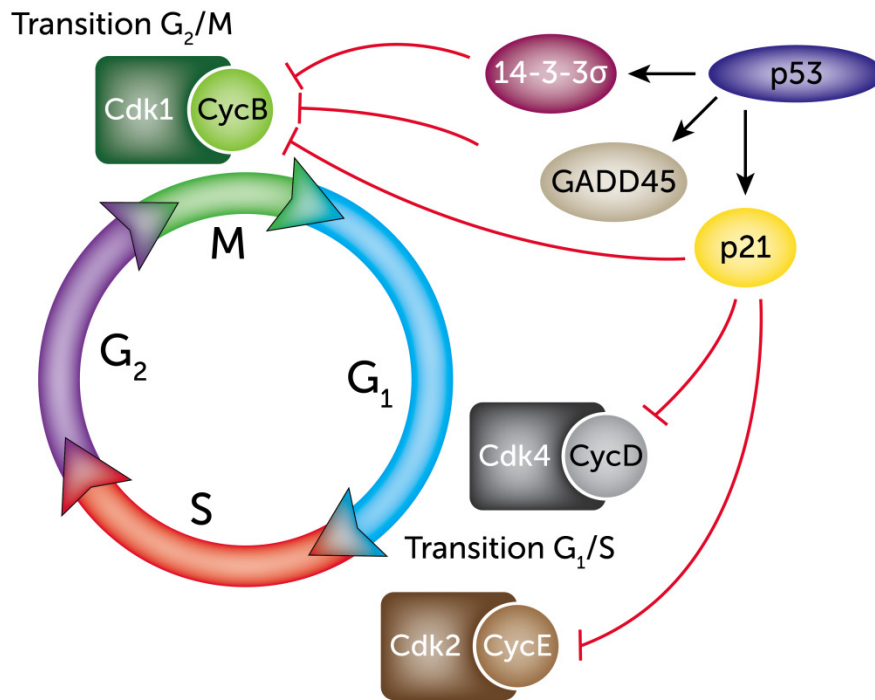 Transition G₂/M
Cdk1
CycB
14-3-3σ
p53
GADD45
p21
M
G₂
G₁
S
Cdk4
CycD
Transition G₁/S
Cdk2
CycE